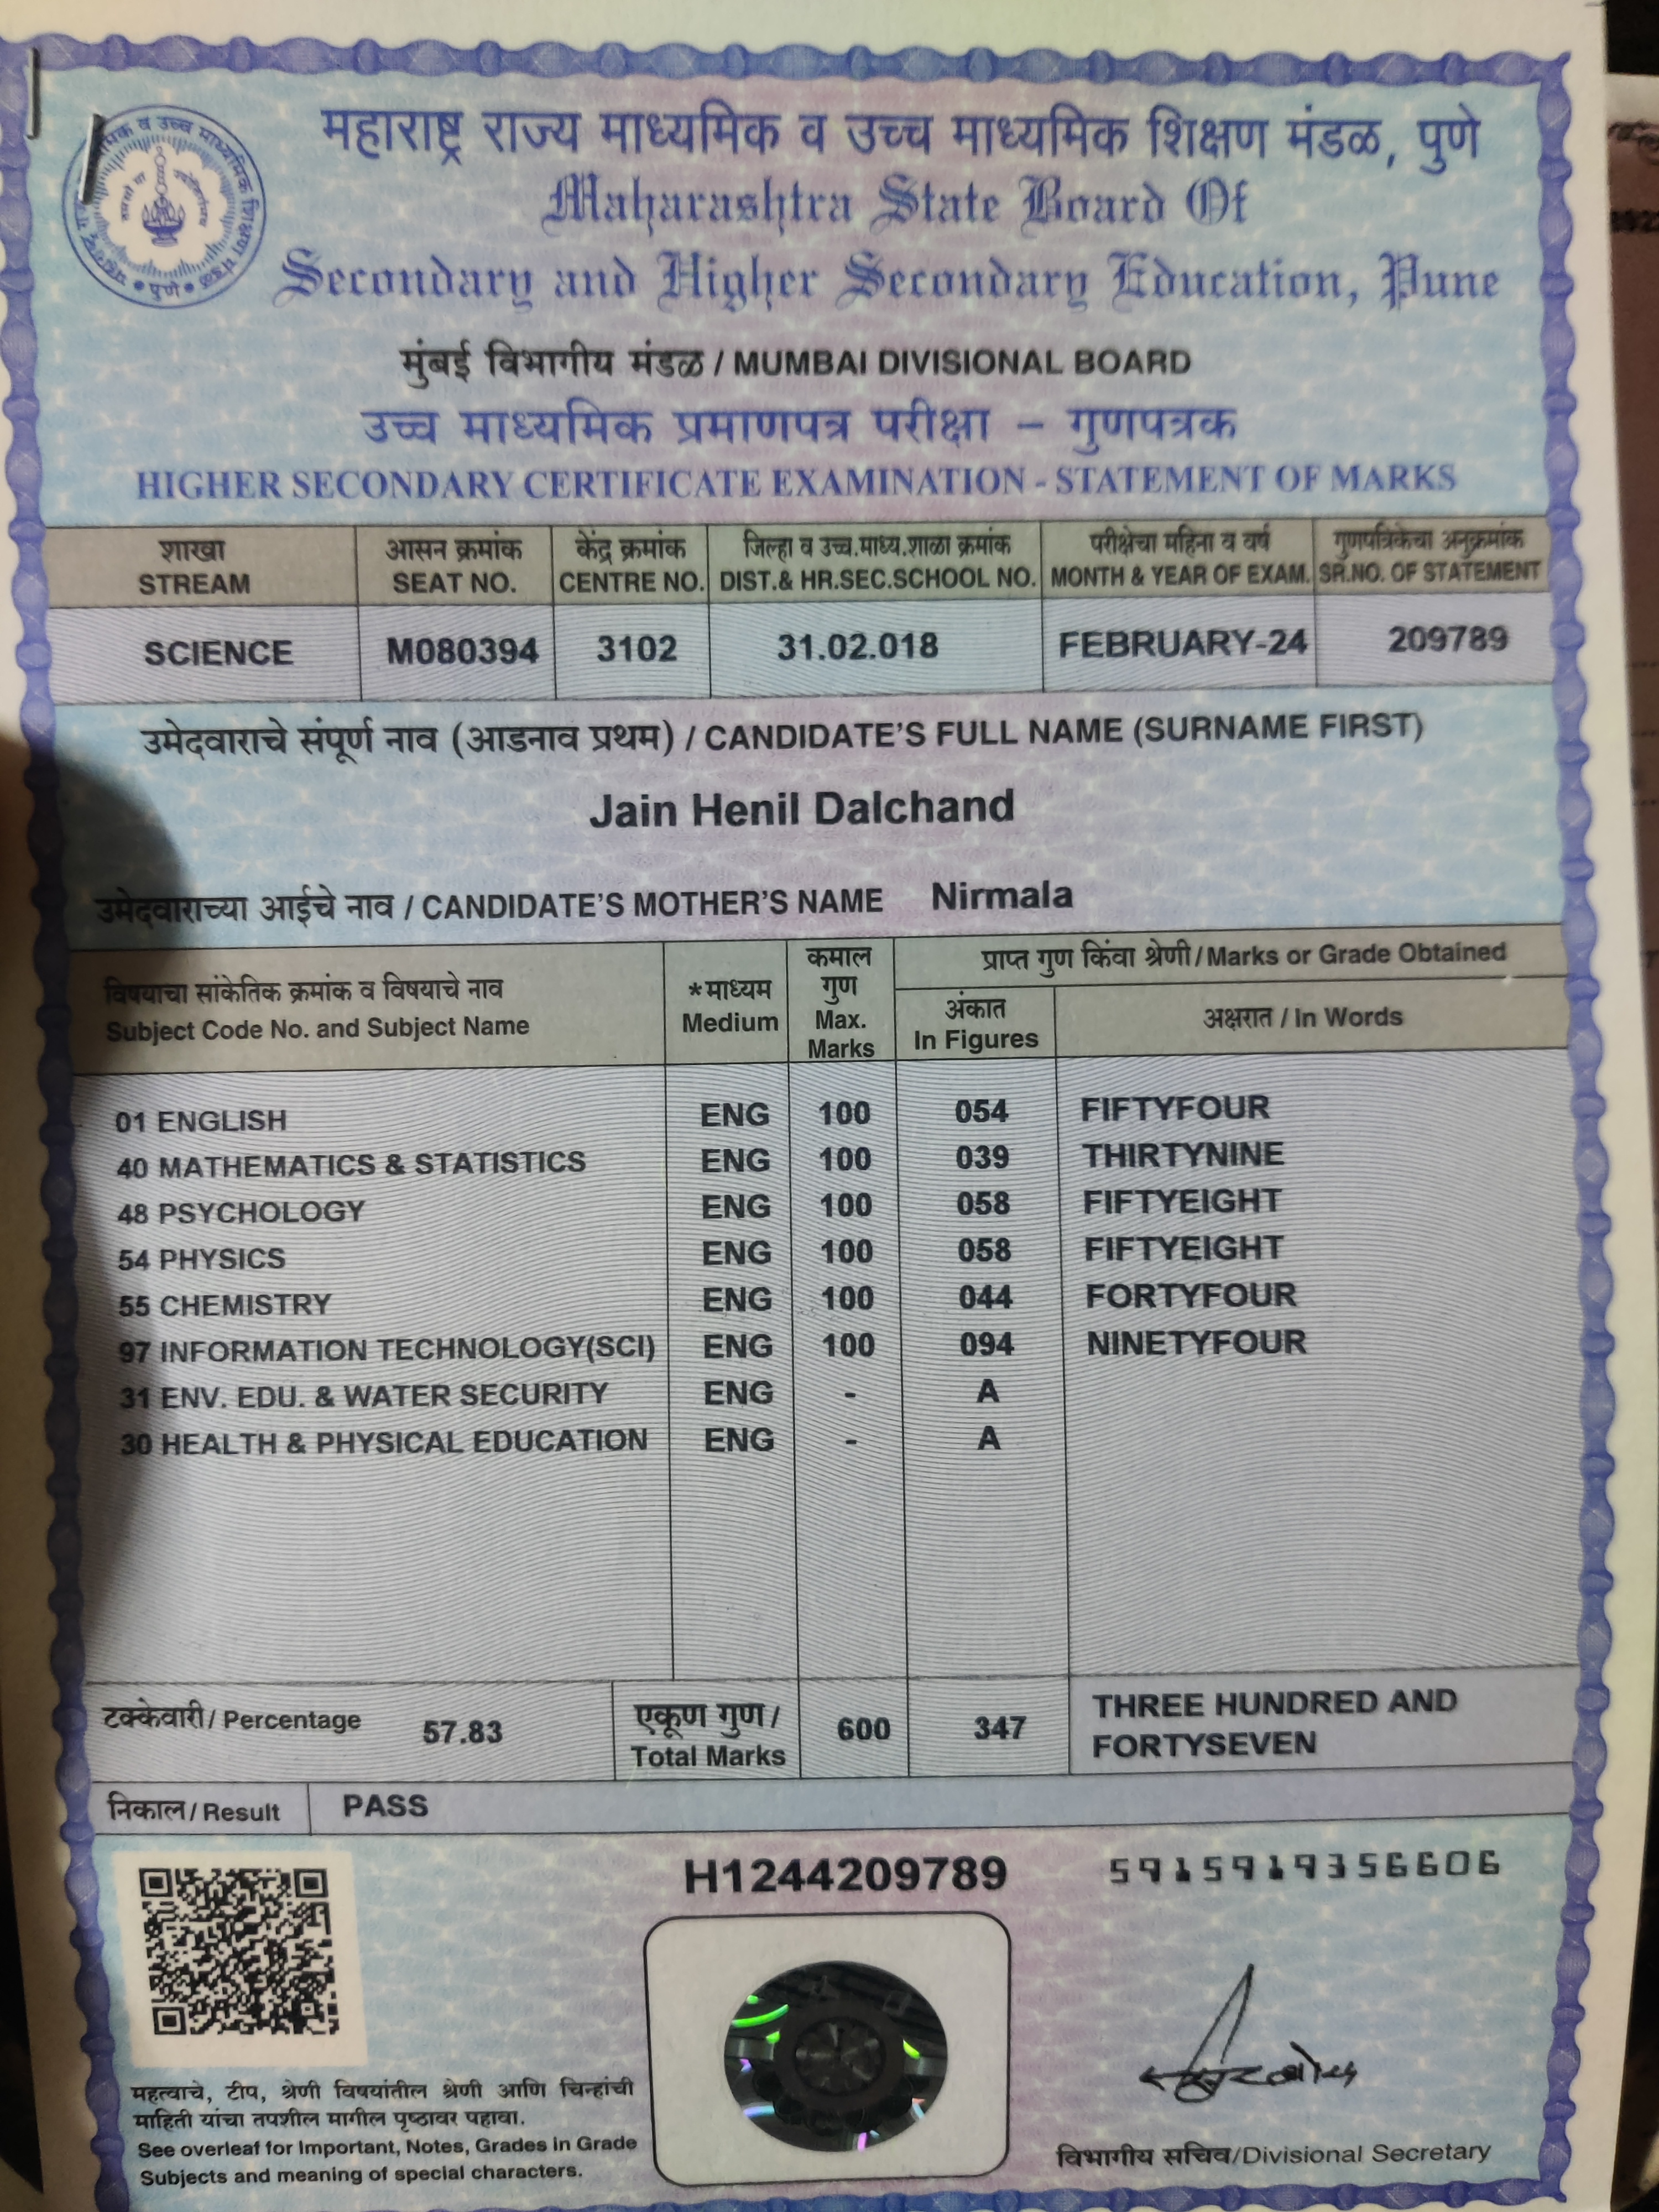 महाराष्ट्र राज्य माध्यमिक व उच्च माध्यमिक शिक्षण मंडळ, पुणे
Maharashtra State Board Of
Secondary and Higher Secondary Education, Pune
मुंबई विभागीय मंडळ / MUMBAI DIVISIONAL BOARD
उच्च माध्यमिक प्रमाणपत्र परीक्षा – गुणपत्रक
HIGHER SECONDARY CERTIFICATE EXAMINATION - STATEMENT OF MARKS
शाखा आसन क्रमांक केंद्र क्रमांक जिल्हा व उच्च.माध्य.शाळा क्रमांक परीक्षेचा महिना व वर्ष गुणपत्रिकेचा अनुक्रमांक
STREAM SEAT NO. CENTRE NO. DIST.& HR.SEC.SCHOOL NO. MONTH & YEAR OF EXAM. SR.NO. OF STATEMENT
SCIENCE M080394 3102 31.02.018 FEBRUARY-24 209789
उमेदवाराचे संपूर्ण नाव (आडनाव प्रथम) / CANDIDATE'S FULL NAME (SURNAME FIRST)
Jain Henil Dalchand
उमेदवाराच्या आईचे नाव / CANDIDATE'S MOTHER'S NAME Nirmala
विषयाचा सांकेतिक क्रमांक व विषयाचे नाव
Subject Code No. and Subject Name
*माध्यम
Medium
कमाल
गुण
Max.
Marks
प्राप्त गुण किंवा श्रेणी/Marks or Grade Obtained
अंकात
In Figures
अक्षरात / In Words
01 ENGLISH ENG 100 054 FIFTYFOUR
40 MATHEMATICS & STATISTICS ENG 100 039 THIRTYNINE
48 PSYCHOLOGY ENG 100 058 FIFTYEIGHT
54 PHYSICS ENG 100 058 FIFTYEIGHT
55 CHEMISTRY ENG 100 044 FORTYFOUR
97 INFORMATION TECHNOLOGY(SCI) ENG 100 094 NINETYFOUR
31 ENV. EDU. & WATER SECURITY ENG - A
30 HEALTH & PHYSICAL EDUCATION ENG - A
टक्केवारी/ Percentage 57.83
एकूण गुण/
Total Marks
600 347
THREE HUNDRED AND
FORTYSEVEN
निकाल/Result PASS
H1244209789 5915919356606
महत्वाचे, टीप, श्रेणी विषयांतील श्रेणी आणि चिन्हांची
माहिती यांचा तपशील मागील पृष्ठावर पहावा.
See overleaf for Important, Notes, Grades in Grade
Subjects and meaning of special characters.
विभागीय सचिव/Divisional Secretary